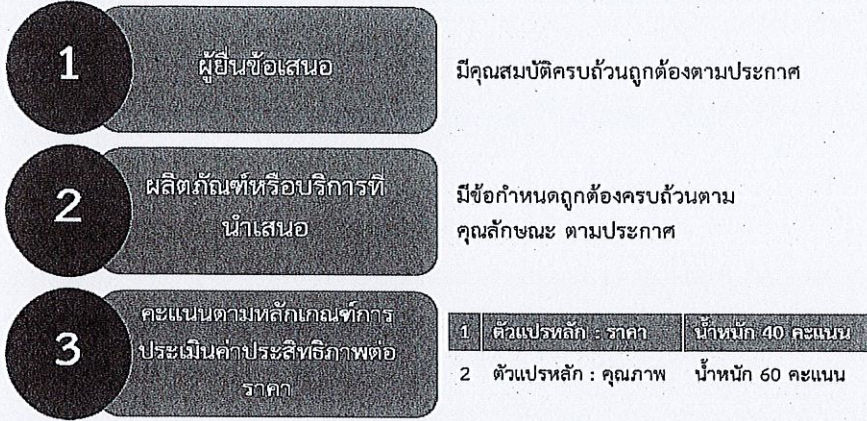 1
ผู้ยื่นข้อเสนอ
มีคุณสมบัติครบถ้วนถูกต้องตามประกาศ
2
ผลิตภัณฑ์หรือบริการที่
นำเสนอ
มีข้อกำหนดถูกต้องครบถ้วนตาม
คุณลักษณะ ตามประกาศ
3
คะแนนตามหลักเกณฑ์การ
ประเมินค่าประสิทธิภาพต่อ
ราคา
1 ตัวแปรหลัก : ราคา น้ำหนัก 40 คะแนน
2 ตัวแปรหลัก : คุณภาพ น้ำหนัก 60 คะแนน